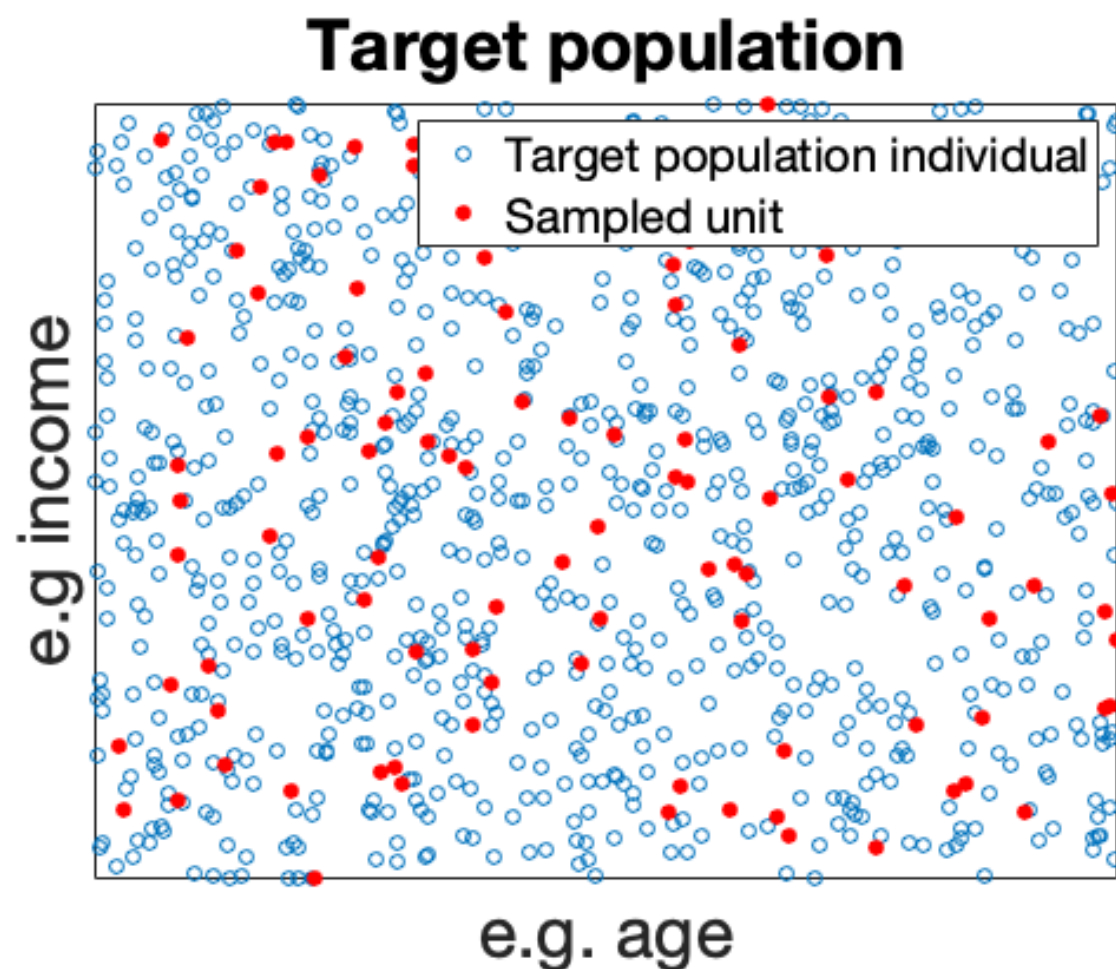 Target population
Target population individual
Sampled unit
e.g income
e.g. age